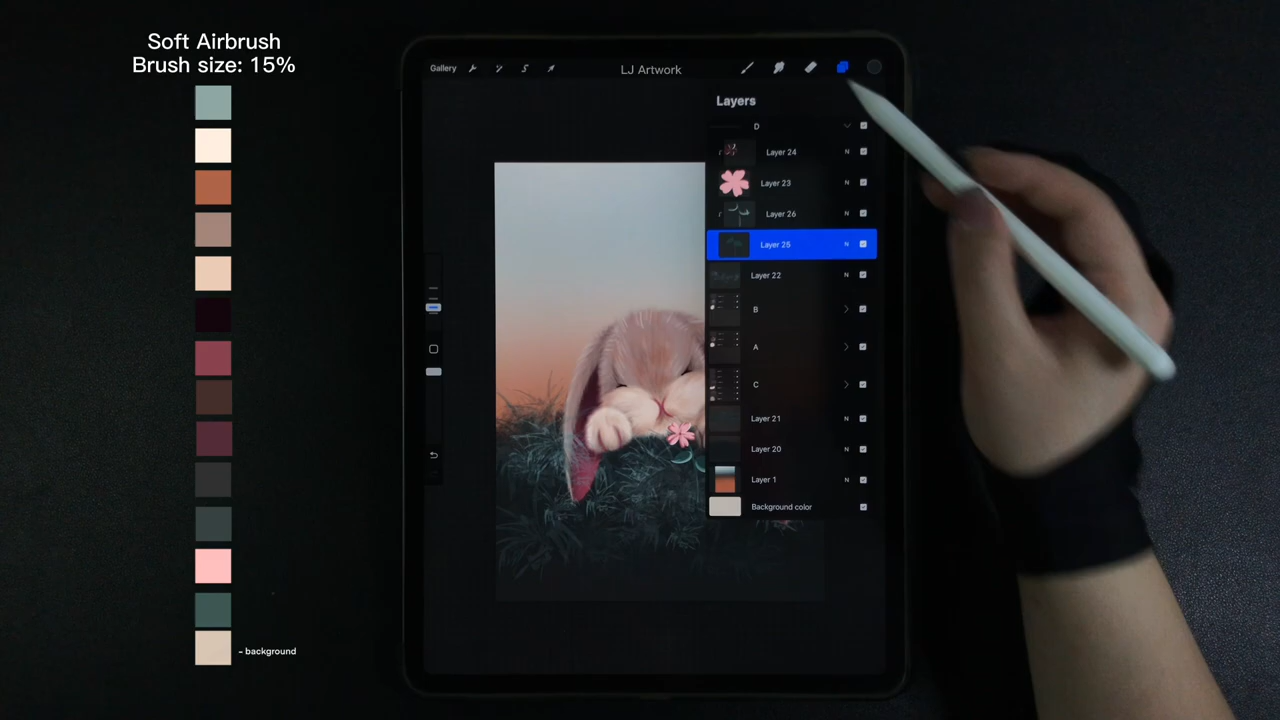 Soft Airbrush
Brush size: 15%
- background
Gallery
LJ Artwork
Layers
D
Layer 24 N
Layer 23 N
Layer 26 N
Layer 25 N
Layer 22 N
B
A
C
Layer 21 N
Layer 20 N
Layer 1 N
Background color